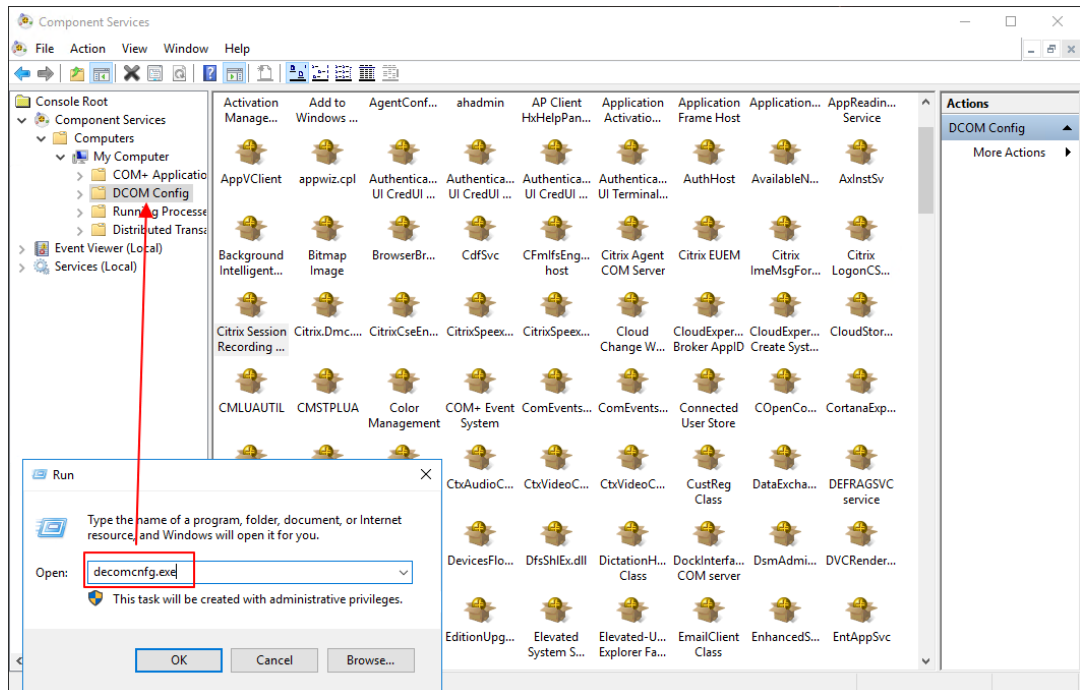 Component Services
File Action View Window Help
Console Root
Component Services
Computers
My Computer
COM+ Applicatio
DCOM Config
Running Processe
Distributed Transa
Event Viewer (Local)
Services (Local)
Activation Manage...
Add to Windows ...
AgentConf...
ahadmin
AP Client HxHelpPan...
Application Activatio...
Application Frame Host
Application...
AppReadin... Service
AppVClient
appwiz.cpl
Authentica... UI CredUI ...
Authentica... UI CredUI ...
Authentica... UI CredUI ...
Authentica... UI Terminal...
AuthHost
AvailableN...
AxInstSv
Background Intelligent...
Bitmap Image
BrowserBr...
CdfSvc
CFmIfsEng... host
Citrix Agent COM Server
Citrix EUEM
Citrix ImeMsgFor...
Citrix LogonCS...
Citrix Session Recording ...
Citrix.Dmc....
CitrixCseEn...
CitrixSpeex...
CitrixSpeex...
Cloud Change W...
CloudExper... Broker AppID
CloudExper... Create Syst...
CloudStor...
CMLUAUTIL
CMSTPLUA
Color Management
COM+ Event System
ComEvents...
ComEvents...
Connected User Store
COpenCo...
CortanaExp...
CtxAudioC...
CtxVideoC...
CtxVideoC...
CustReg Class
DataExcha...
DEFRAGSVC service
DevicesFlo...
DfsShlEx.dll
DictationH... Class
DockInterfa... COM server
DsmAdmi...
DVCRender...
EditionUpg...
Elevated System S...
Elevated-U... Explorer Fa...
EmailClient Class
EnhancedS...
EntAppSvc
Actions
DCOM Config
More Actions
Run
Type the name of a program, folder, document, or Internet
resource, and Windows will open it for you.
Open: decomcnfg.exe
This task will be created with administrative privileges.
OK Cancel Browse...